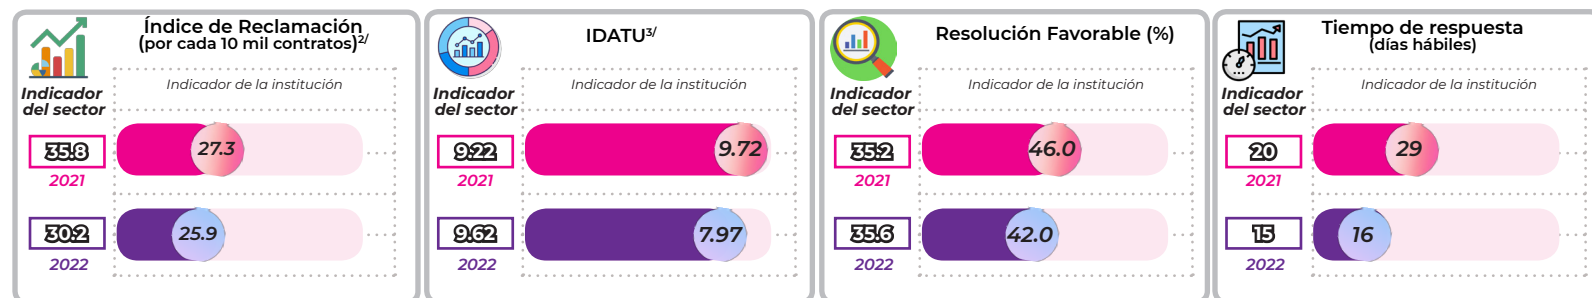 Índice de Reclamación
(por cada 10 mil contratos)2/
Indicador de la institución
Indicador
del sector
35.8
27.3
2021
30.2
25.9
2022
IDATU3/
Indicador de la institución
Indicador
del sector
9.22
9.72
2021
9.62
7.97
2022
Resolución Favorable (%)
Indicador de la institución
Indicador
del sector
35.2
46.0
2021
35.6
42.0
2022
Tiempo de respuesta
(días hábiles)
Indicador de la institución
Indicador
del sector
20
29
2021
15
16
2022